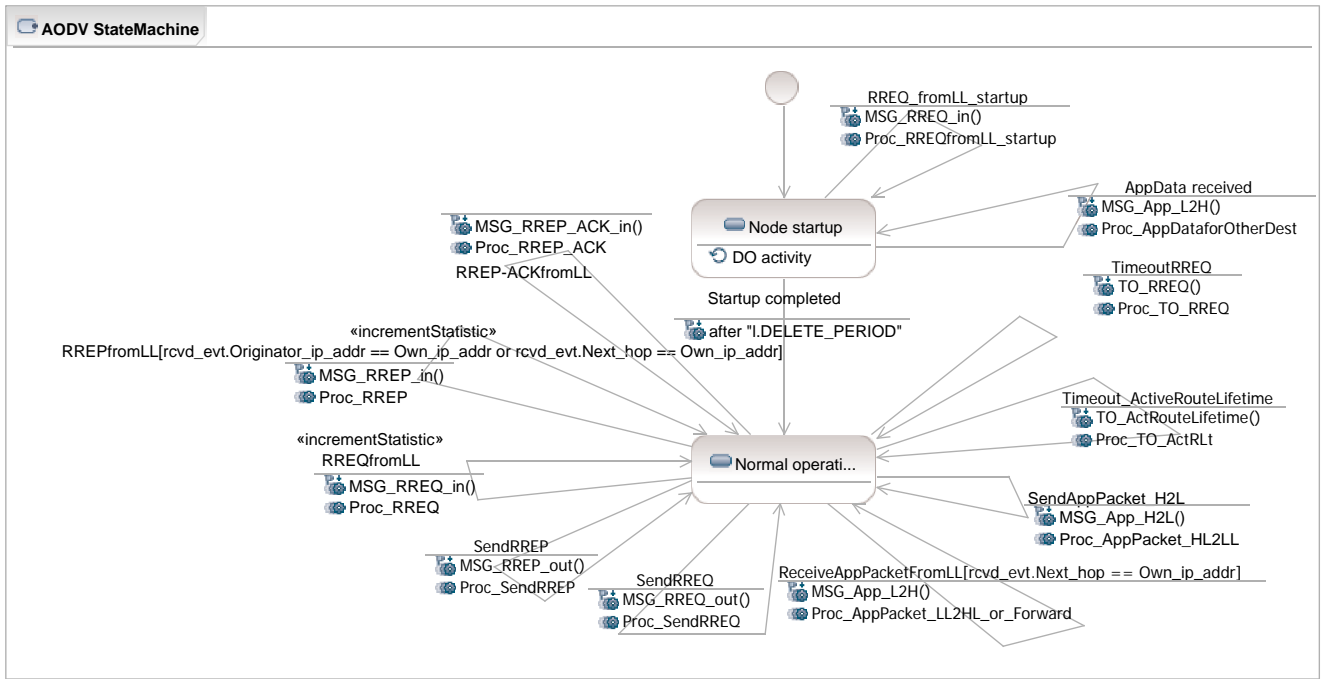 AODV StateMachine
RREQ_fromLL_startup
MSG_RREQ_in()
Proc_RREQfromLL_startup
AppData received
MSG_App_L2H()
Proc_AppDataforOtherDest
MSG_RREP_ACK_in()
Proc_RREP_ACK
RREP-ACKfromLL
Node startup
DO activity
TimeoutRREQ
TO_RREQ()
Proc_TO_RREQ
Startup completed
after "I.DELETE_PERIOD"
«incrementStatistic»
RREPfromLL[rcvd_evt.Originator_ip_addr == Own_ip_addr or rcvd_evt.Next_hop == Own_ip_addr]
MSG_RREP_in()
Proc_RREP
Timeout_ActiveRouteLifetime
TO_ActRouteLifetime()
Proc_TO_ActRLt
«incrementStatistic»
RREQfromLL
MSG_RREQ_in()
Proc_RREQ
Normal operati...
SendAppPacket_H2L
MSG_App_H2L()
Proc_AppPacket_HL2LL
SendRREP
MSG_RREP_out()
Proc_SendRREP
SendRREQ
MSG_RREQ_out()
Proc_SendRREQ
ReceiveAppPacketFromLL[rcvd_evt.Next_hop == Own_ip_addr]
MSG_App_L2H()
Proc_AppPacket_LL2HL_or_Forward